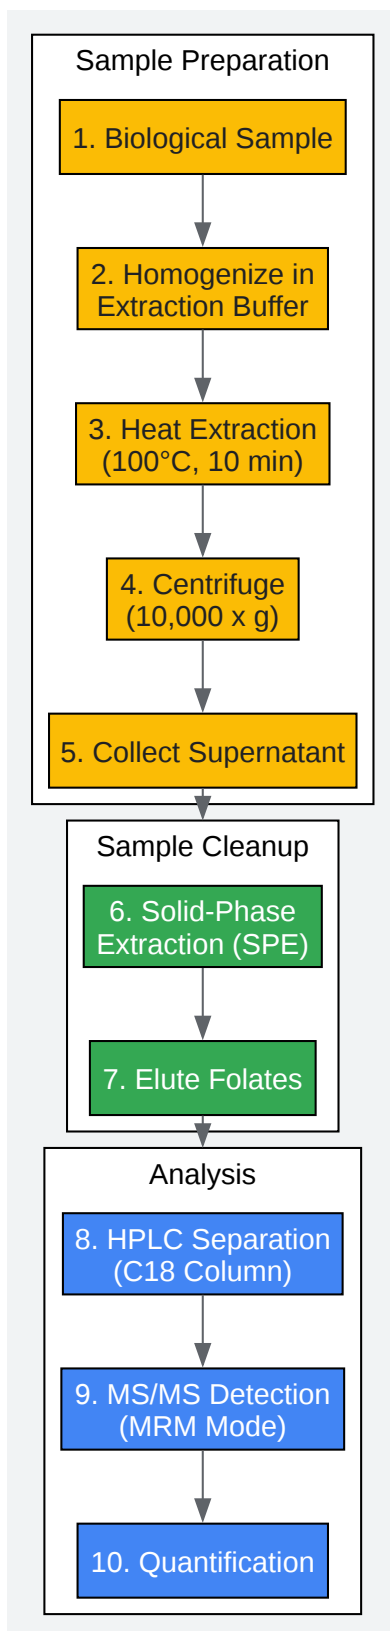 Sample Preparation
1. Biological Sample
2. Homogenize in
Extraction Buffer
3. Heat Extraction
(100°C, 10 min)
4. Centrifuge
(10,000 x g)
5. Collect Supernatant
Sample Cleanup
6. Solid-Phase
Extraction (SPE)
7. Elute Folates
Analysis
8. HPLC Separation
(C18 Column)
9. MS/MS Detection
(MRM Mode)
10. Quantification